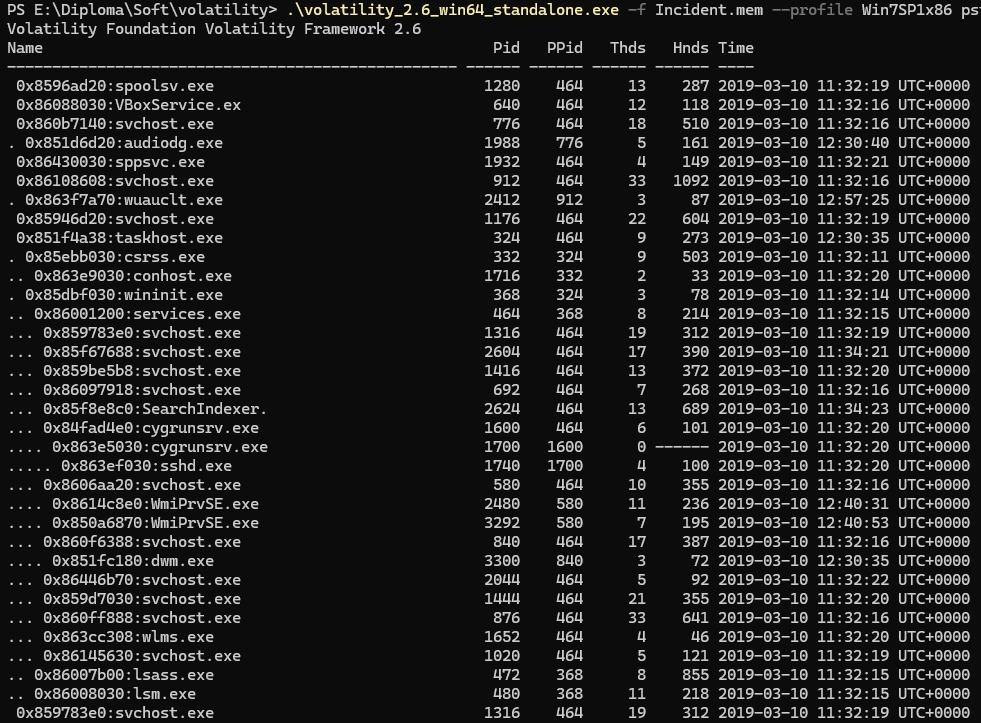 PS E:\Diploma\Soft\volatility> .\volatility_2.6_win64_standalone.exe -f Incident.mem --profile Win7SP1x86 pst
Volatility Foundation Volatility Framework 2.6
Name Pid PPid Thds Hnds Time
-------------------------------------------------- ------ ------ ------ ------ ----
0x8596ad20:spoolsv.exe 1280 464 13 287 2019-03-10 11:32:19 UTC+0000
0x86088030:VBoxService.ex 640 464 12 118 2019-03-10 11:32:16 UTC+0000
0x860b7140:svchost.exe 776 464 18 510 2019-03-10 11:32:16 UTC+0000
. 0x851d6d20:audiodg.exe 1988 776 5 161 2019-03-10 12:30:40 UTC+0000
0x86430030:sppsvc.exe 1932 464 4 149 2019-03-10 11:32:21 UTC+0000
0x86108608:svchost.exe 912 464 33 1092 2019-03-10 11:32:16 UTC+0000
. 0x863f7a70:wuauclt.exe 2412 912 3 87 2019-03-10 12:57:25 UTC+0000
0x85946d20:svchost.exe 1176 464 22 604 2019-03-10 11:32:19 UTC+0000
0x851f4a38:taskhost.exe 324 464 9 273 2019-03-10 12:30:35 UTC+0000
. 0x85ebb030:csrss.exe 332 324 9 503 2019-03-10 11:32:11 UTC+0000
.. 0x863e9030:conhost.exe 1716 332 2 33 2019-03-10 11:32:20 UTC+0000
. 0x85dbf030:wininit.exe 368 324 3 78 2019-03-10 11:32:14 UTC+0000
.. 0x86001200:services.exe 464 368 8 214 2019-03-10 11:32:15 UTC+0000
... 0x859783e0:svchost.exe 1316 464 19 312 2019-03-10 11:32:19 UTC+0000
... 0x85f67688:svchost.exe 2604 464 17 390 2019-03-10 11:34:21 UTC+0000
... 0x859be5b8:svchost.exe 1416 464 13 372 2019-03-10 11:32:20 UTC+0000
... 0x86097918:svchost.exe 692 464 7 268 2019-03-10 11:32:16 UTC+0000
... 0x85f8e8c0:SearchIndexer. 2624 464 13 689 2019-03-10 11:34:23 UTC+0000
... 0x84fad4e0:cygrunsrv.exe 1600 464 6 101 2019-03-10 11:32:20 UTC+0000
.... 0x863e5030:cygrunsrv.exe 1700 1600 0 ------ 2019-03-10 11:32:20 UTC+0000
..... 0x863ef030:sshd.exe 1740 1700 4 100 2019-03-10 11:32:20 UTC+0000
... 0x8606aa20:svchost.exe 580 464 10 355 2019-03-10 11:32:16 UTC+0000
.... 0x8614c8e0:WmiPrvSE.exe 2480 580 11 236 2019-03-10 12:40:31 UTC+0000
.... 0x850a6870:WmiPrvSE.exe 3292 580 7 195 2019-03-10 12:40:53 UTC+0000
... 0x860f6388:svchost.exe 840 464 17 387 2019-03-10 11:32:16 UTC+0000
.... 0x851fc180:dwm.exe 3300 840 3 72 2019-03-10 12:30:35 UTC+0000
... 0x86446b70:svchost.exe 2044 464 5 92 2019-03-10 11:32:22 UTC+0000
... 0x859d7030:svchost.exe 1444 464 21 355 2019-03-10 11:32:20 UTC+0000
... 0x860ff888:svchost.exe 876 464 33 641 2019-03-10 11:32:16 UTC+0000
... 0x863cc308:wlms.exe 1652 464 4 46 2019-03-10 11:32:20 UTC+0000
... 0x86145630:svchost.exe 1020 464 5 121 2019-03-10 11:32:19 UTC+0000
.. 0x86007b00:lsass.exe 472 368 8 855 2019-03-10 11:32:15 UTC+0000
.. 0x86008030:lsm.exe 480 368 11 218 2019-03-10 11:32:15 UTC+0000
0x859783e0:svchost.exe 1316 464 19 312 2019-03-10 11:32:19 UTC+0000